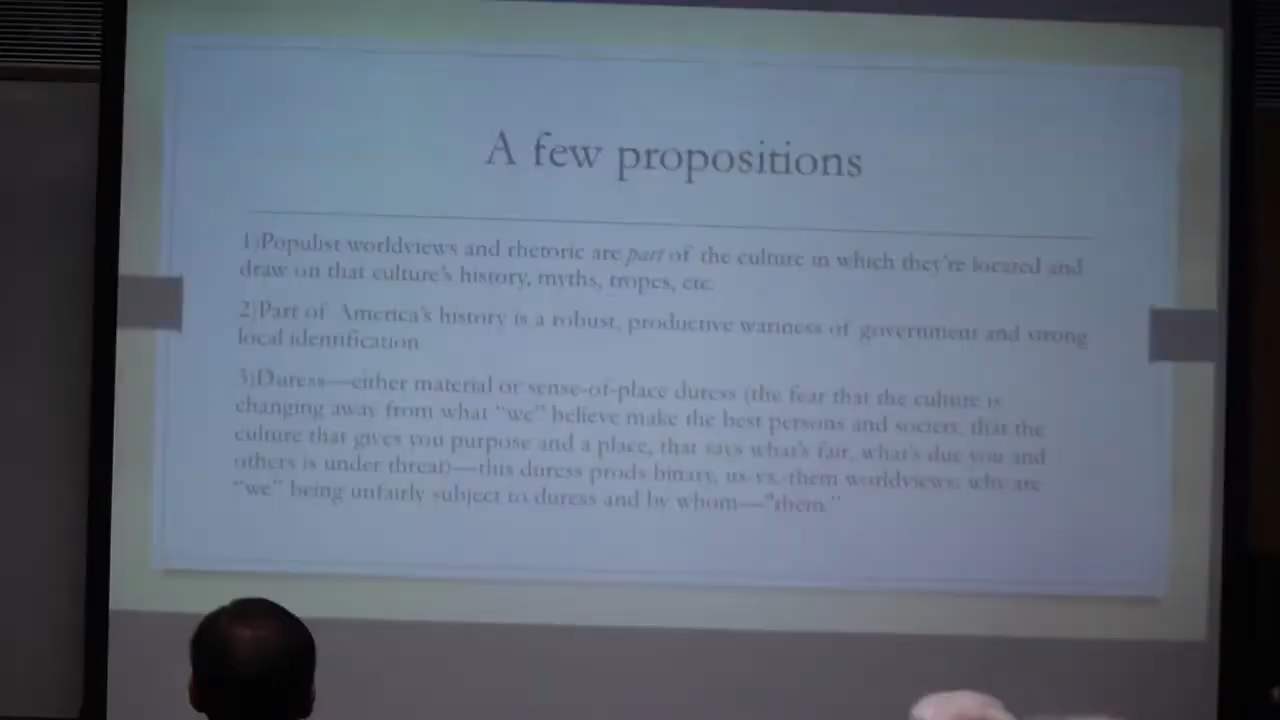 A few propositions
1)Populist worldviews and rhetoric are part of the culture in which they're located and
draw on that culture's history, myths, tropes, etc.
2)Part of America's history is a robust, productive wariness of government and strong
local identification
3)Duress—either material or sense-of-place duress (the fear that the culture is
changing away from what "we" believe make the best persons and society, that the
culture that gives you purpose and a place, that says what's fair, what's due you and
others is under threat)—this duress prods binary, us-vs.-them worldviews: why are
"we" being unfairly subject to duress and by whom—"them."